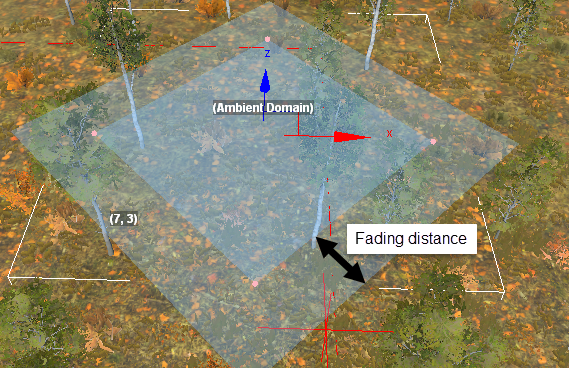 z
(Ambient Domain)
x
(7, 3)
Fading distance